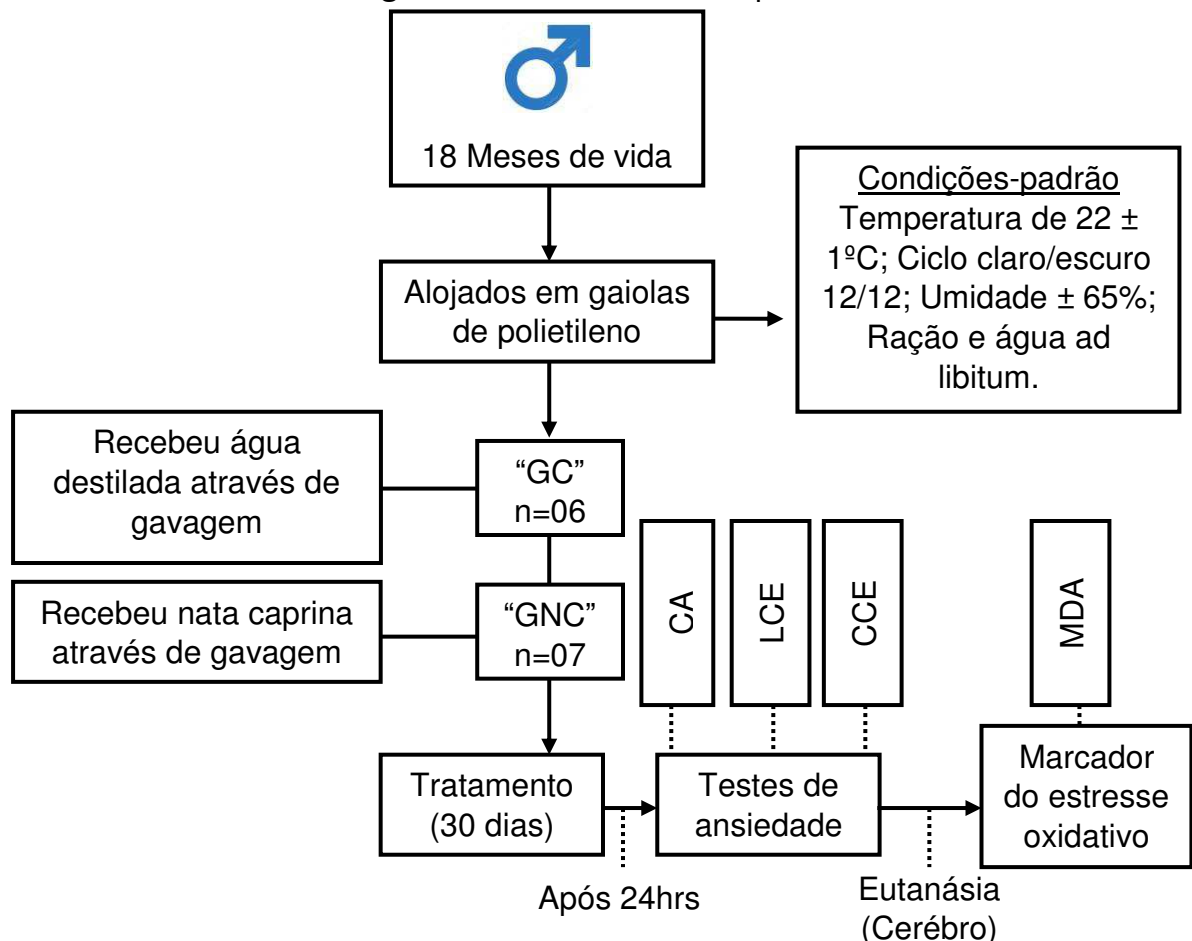 18 Meses de vida
Condições-padrão
Temperatura de 22 ±
1ºC; Ciclo claro/escuro
12/12; Umidade ± 65%;
Ração e água ad
libitum.
Alojados em gaiolas
de polietileno
Recebeu água
destilada através de
gavagem
“GC”
n=06
Recebeu nata caprina
através de gavagem
“GNC”
n=07
CA
LCE
CCE
MDA
Tratamento
(30 dias)
Testes de
ansiedade
Marcador
do estresse
oxidativo
Após 24hrs
Eutanásia
(Cerébro)